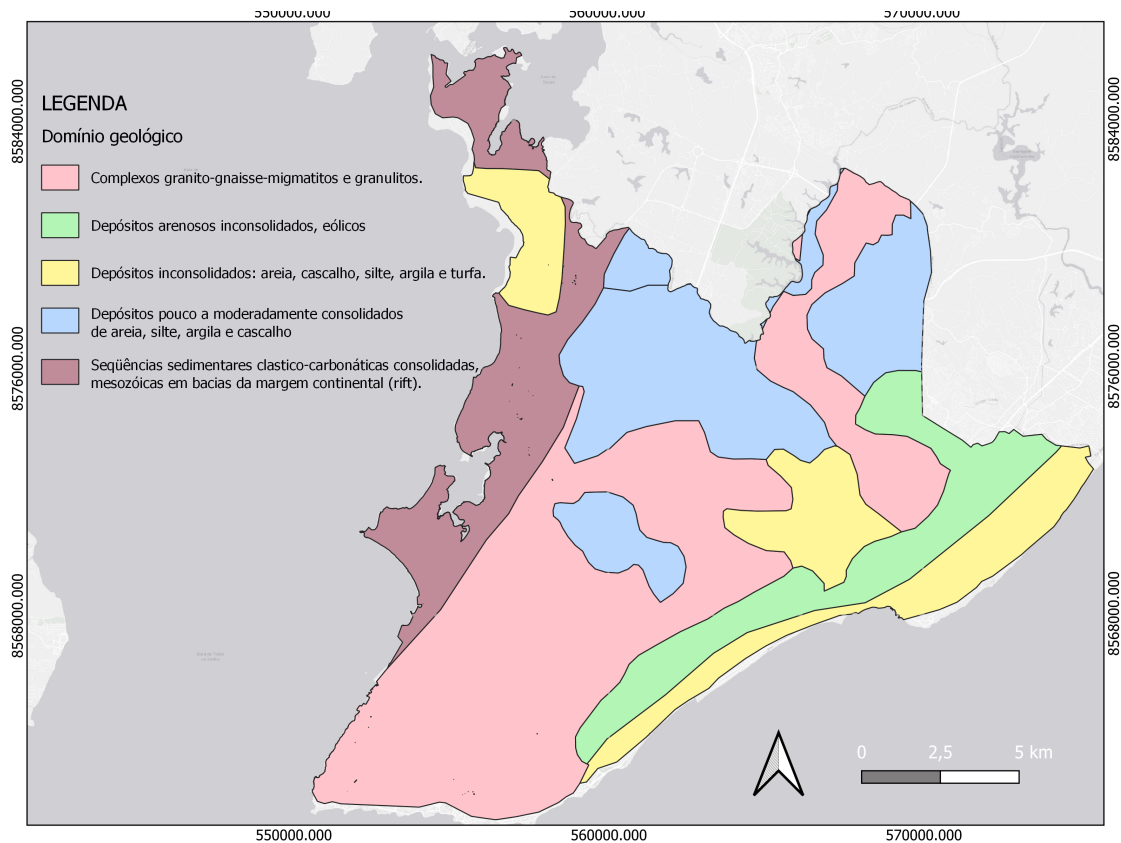 550000.000 560000.000 570000.000
8584000.000
8584000.000
LEGENDA
Domínio geológico
Complexos granito-gnaisse-migmatitos e granulitos.
Depósitos arenosos inconsolidados, eólicos
Depósitos inconsolidados: areia, cascalho, silte, argila e turfa.
Depósitos pouco a moderadamente consolidados
de areia, silte, argila e cascalho
Seqüências sedimentares clastico-carbonáticas consolidadas,
mesozóicas em bacias da margem continental (rift).
8576000.000
8576000.000
8568000.000
8568000.000
0 2,5 5 km
550000.000 560000.000 570000.000